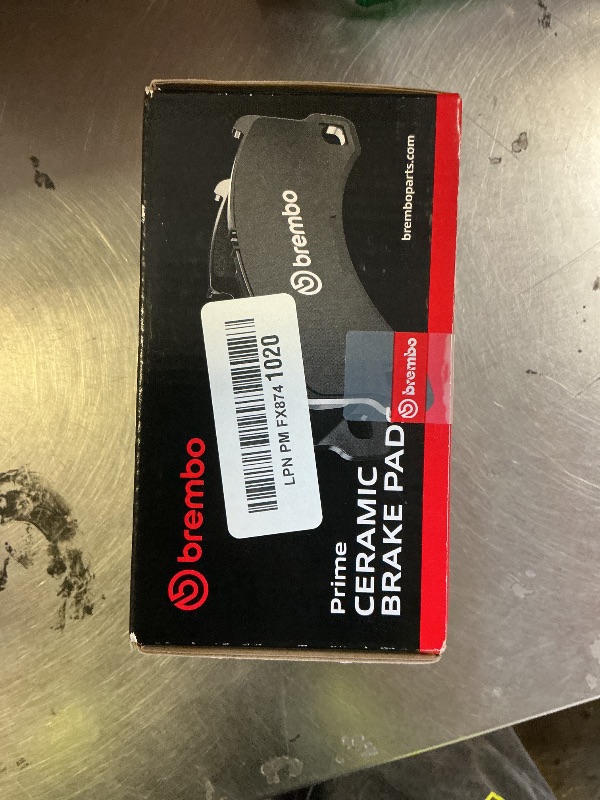 bremboparts.com
brembo
brembo
LPN PM FX874 1020
brembo
Prime
CERAMIC
BRAKE PADS